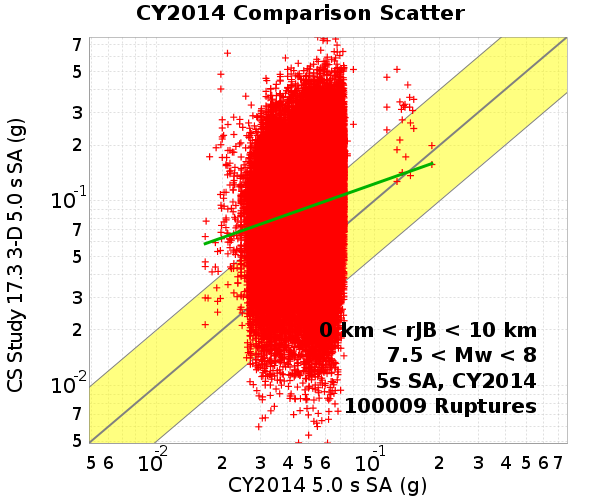 CY2014 Comparison Scatter
CS Study 17.3 3-D 5.0 s SA (g)
7
5
3
2
10-1
7
5
3
2
10-2
7
5
0 km < rJB < 10 km
7.5 < Mw < 8
5s SA, CY2014
100009 Ruptures
5 6 10-2 2 3 4 5 6 10-1 2 3 4 5 6 7
CY2014 5.0 s SA (g)